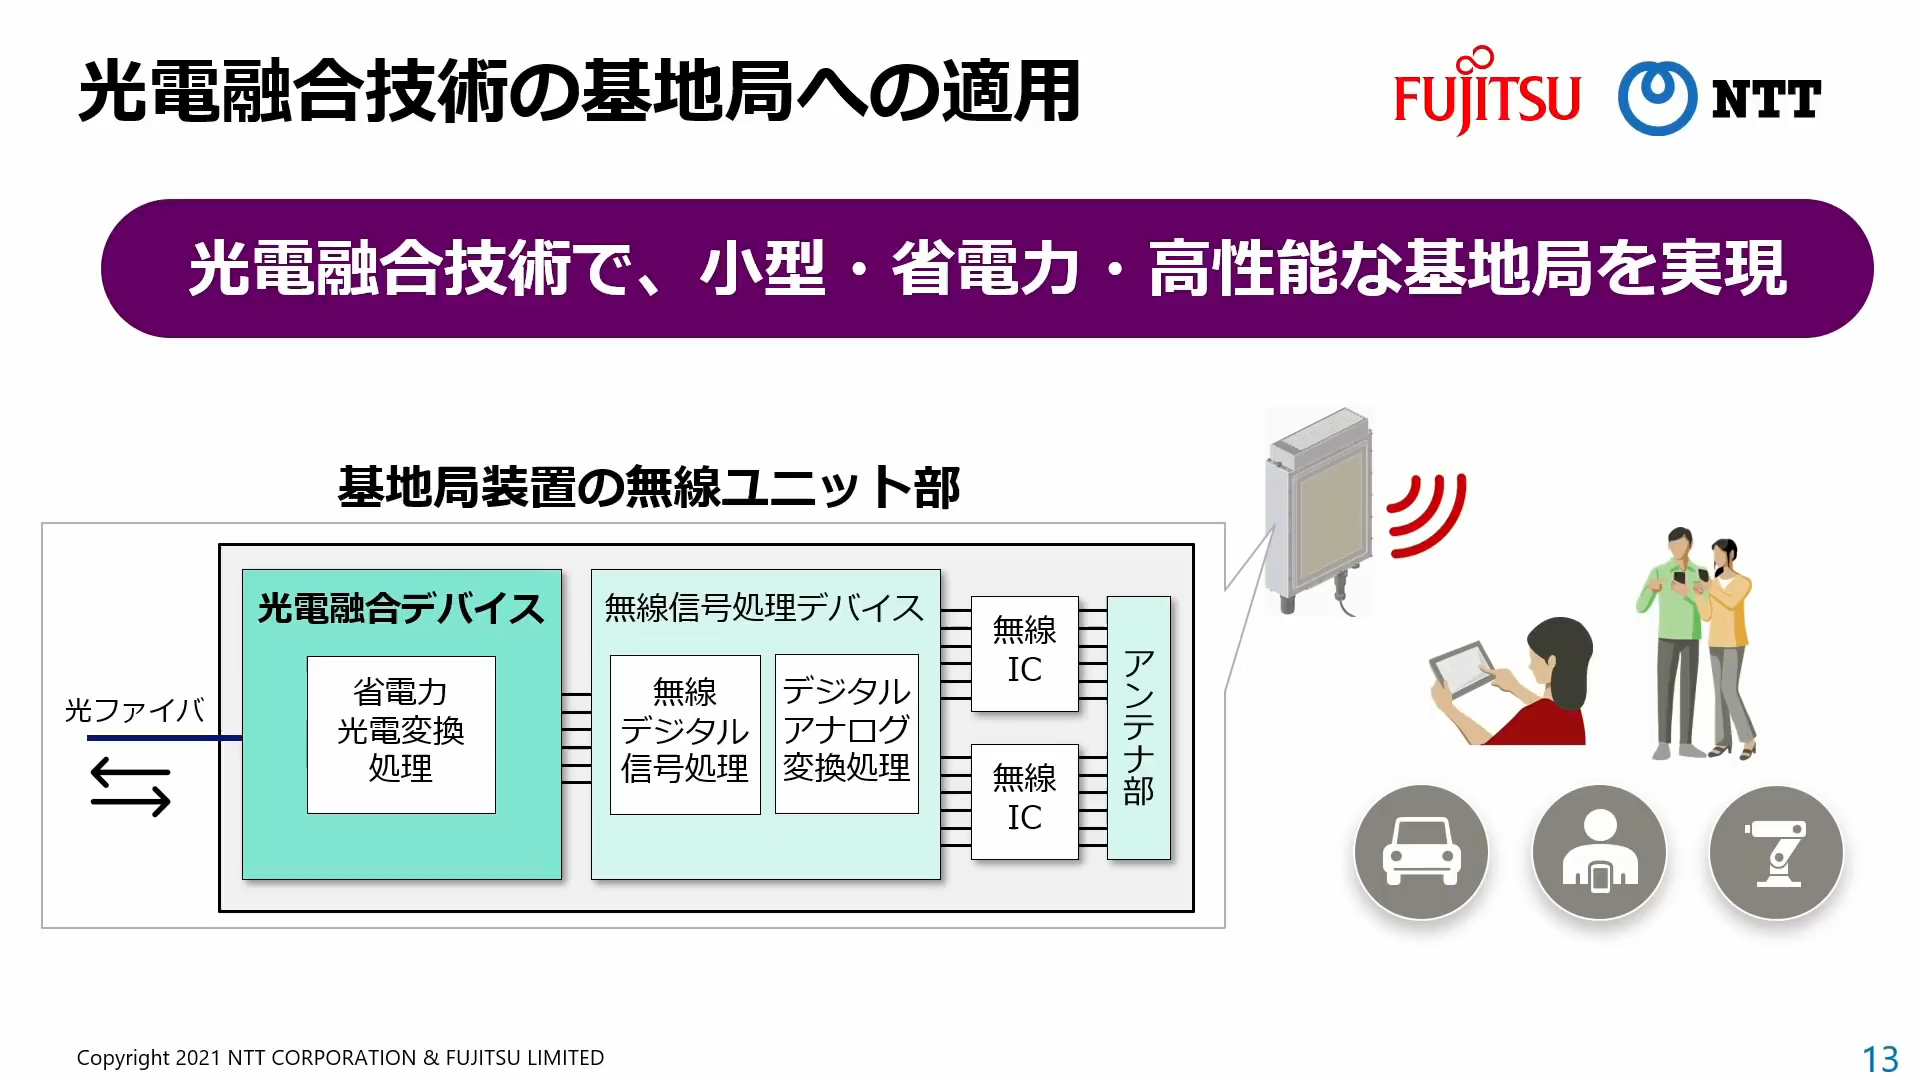 光電融合技術の基地局への適用
FUJITSU
NTT
光電融合技術で、小型・省電力・高性能な基地局を実現
基地局装置の無線ユニット部
光ファイバ
光電融合デバイス
省電力
光電変換
処理
無線信号処理デバイス
無線
デジタル
信号処理
デジタル
アナログ
変換処理
無線
IC
無線
IC
アンテナ部
Copyright 2021 NTT CORPORATION & FUJITSU LIMITED
13